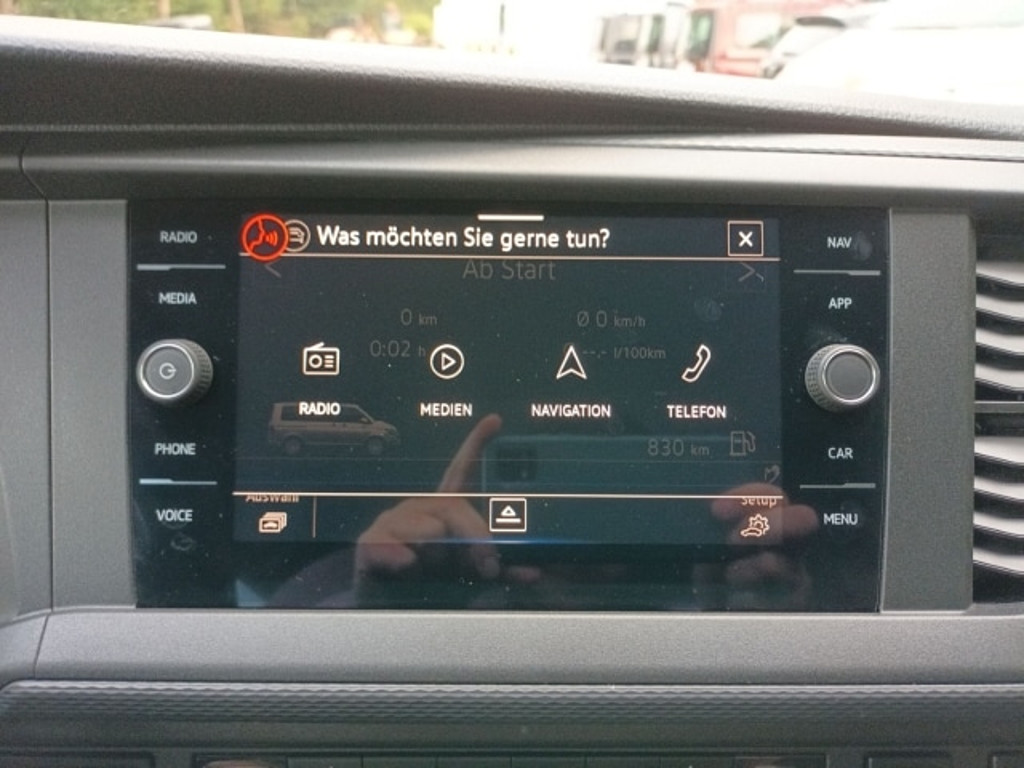 RADIO
MEDIA
PHONE
VOICE
Was möchten Sie gerne tun?
Ab Start
0 km
Ø 0 km/h
0:02 h
--,- l/100km
RADIO
MEDIEN
NAVIGATION
TELEFON
830 km
Auswahl
Setup
NAV
APP
CAR
MENU